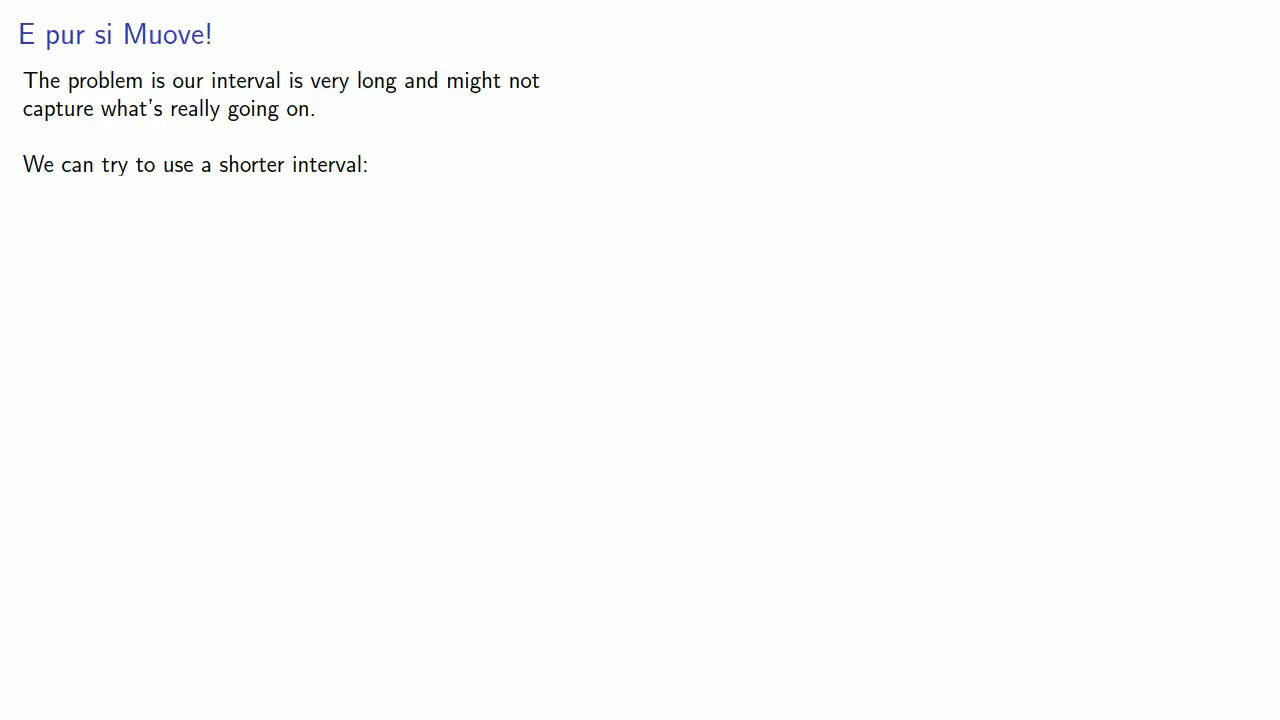 E pur si Muove!
The problem is our interval is very long and might not
capture what's really going on.
We can try to use a shorter interval: